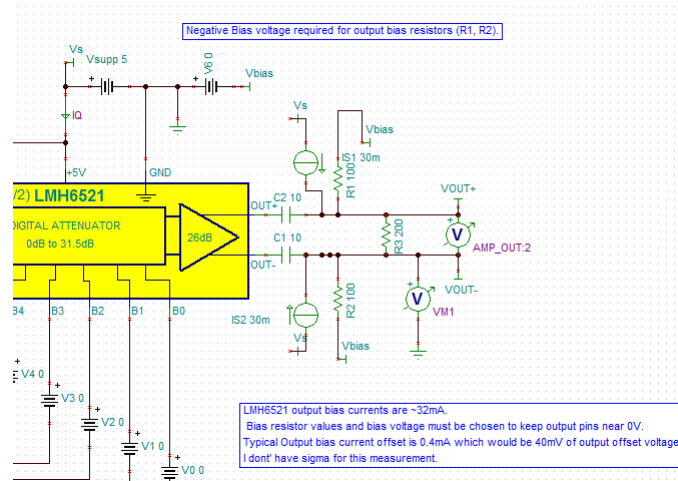 Negative Bias voltage required for output bias resistors (R1, R2).
Vs
Vsupp 5
V6 0
Vbias
IQ
Vs
Vbias
IS1 30m
R1 100
+5V
GND
/2) LMH6521
OUT+
C2 10
VOUT+
DIGITAL ATTENUATOR
0dB to 31.5dB
26dB
R3 200
V
AMP_OUT:2
OUT-
C1 10
VOUT-
V
VM1
R2 100
IS2 30m
Vs
Vbias
B4
B3
B2
B1
B0
V4 0
V3 0
V2 0
V1 0
V0 0
LMH6521 output bias currents are ~32mA.
Bias resistor values and bias voltage must be chosen to keep output pins near 0V.
Typical Output bias current offset is 0.4mA which would be 40mV of output offset voltage
I dont' have sigma for this measurement.